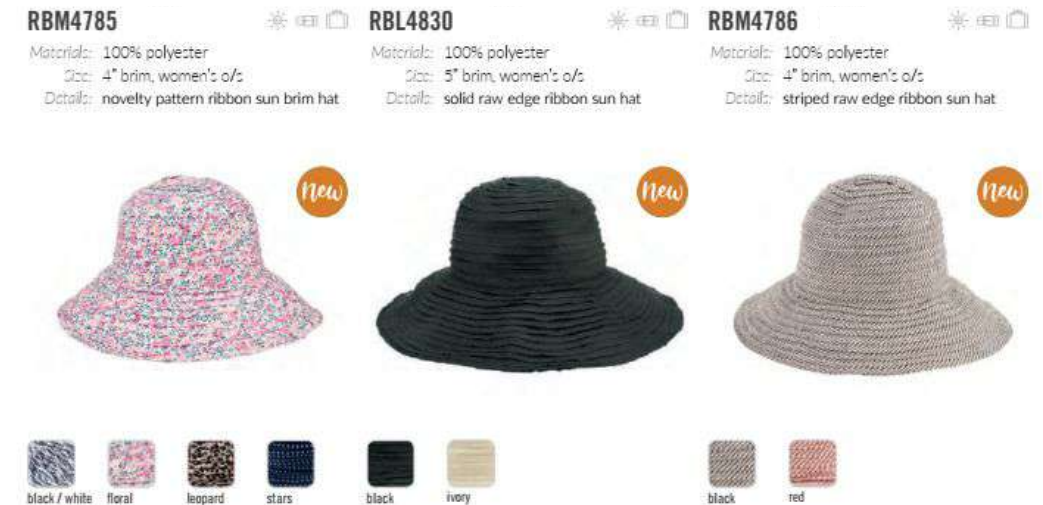 RBM4785
Materials: 100% polyester
Size: 4" brim, women's o/s
Details: novelty pattern ribbon sun brim hat
new
black / white
floral
leopard
stars
RBL4830
Materials: 100% polyester
Size: 5" brim, women's o/s
Details: solid raw edge ribbon sun hat
new
black
ivory
RBM4786
Materials: 100% polyester
Size: 4" brim, women's o/s
Details: striped raw edge ribbon sun hat
new
black
red